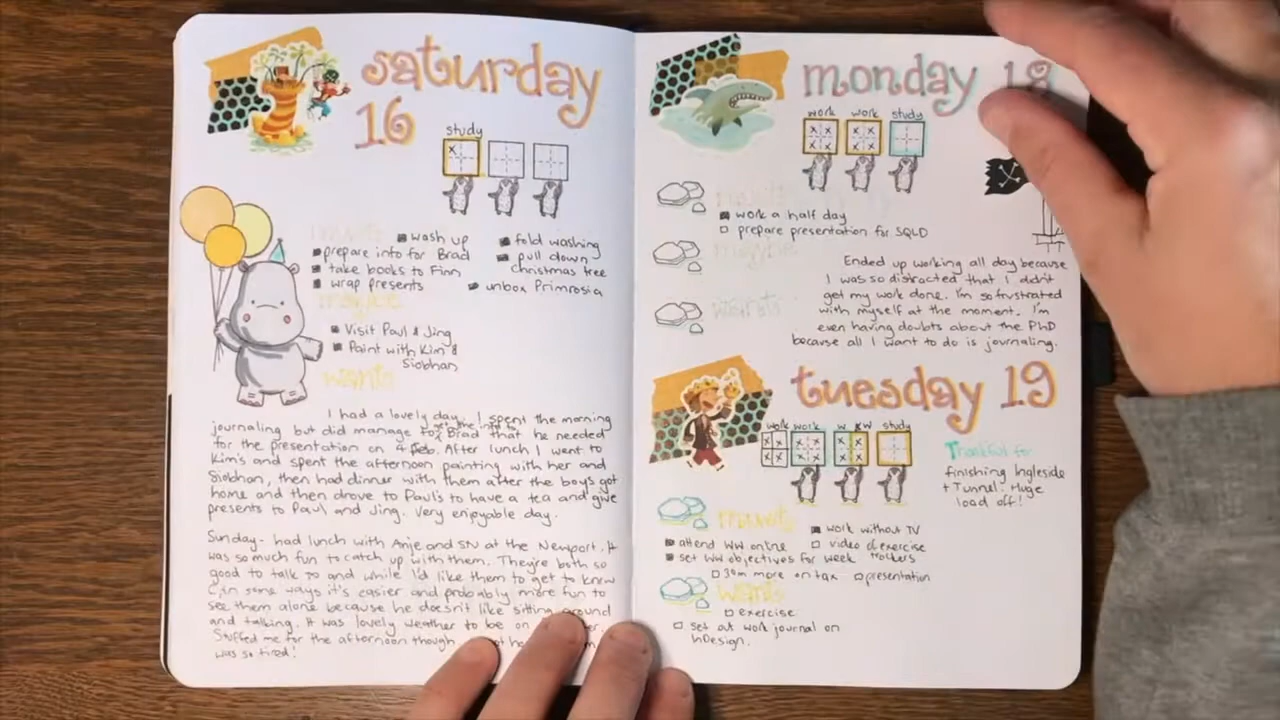 saturday
16
study
x
musts
wash up
prepare info for Brad
take books to Finn
wrap presents
fold washing
pull down
christmas tree
unbox Primrosia
maybe
Visit Paul & Jing
Paint with Kim &
Siobhan
wants
I had a lovely day. I spent the morning
journaling but did manage to get the info Brad that he needed
for the presentation on 4 Feb. After lunch I went to
Kim's and spent the afternoon painting with her and
Siobhan, then had dinner with them after the boys got
home and then drove to Paul's to have a tea and give
presents to Paul and Jing. Very enjoyable day.
Sunday - had lunch with Anje and SN at the Newport. It
was so much fun to catch up with them. They're both so
good to talk to and while I'd like them to get to know
C, in some ways it's easier and probably more fun to
see them alone because he doesn't like sitting around
and talking. It was lovely weather to be on
Stuffed me for the afternoon though
was so tired!
monday 18
work work study
x x x x
x x x x
work a half day
prepare presentation for SQLD
maybe
wants
Ended up working all day because
I was so distracted that I didn't
get my work done. I'm so frustrated
with myself at the moment. I'm
even having doubts about the PhD
because all I want to do is journaling.
tuesday 19
work work w. WW study
x x x x x x
x x x x x x
Thankful for
finishing Ingleside
+ Tunnel. Huge
load off!
musts
attend WW online
set WW objectives for week
30m more on tax
work without TV
video of exercise
trackers
presentation
wants
exercise
set out work journal on
InDesign.